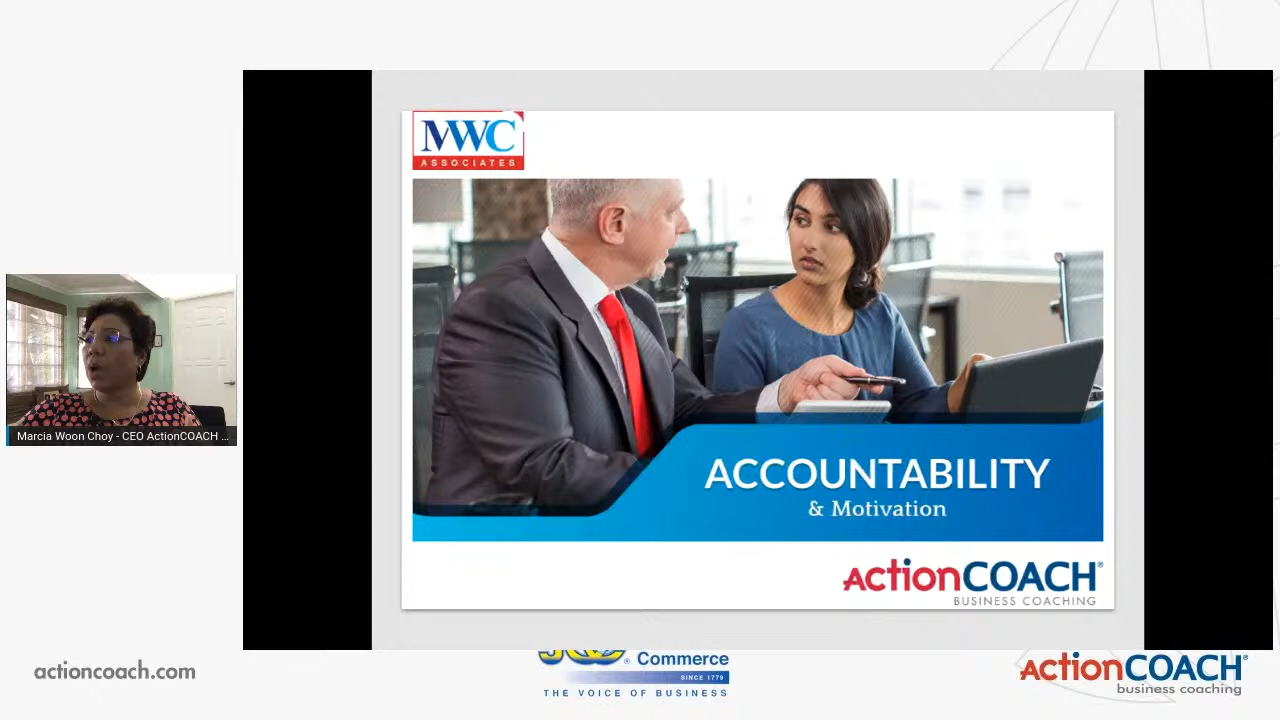 MWC
ASSOCIATES
ACCOUNTABILITY
& Motivation
ActionCOACH®
BUSINESS COACHING
Marcia Woon Choy - CEO ActionCOACH ...
actioncoach.com
® Commerce
SINCE 1779
THE VOICE OF BUSINESS
ActionCOACH®
business coaching